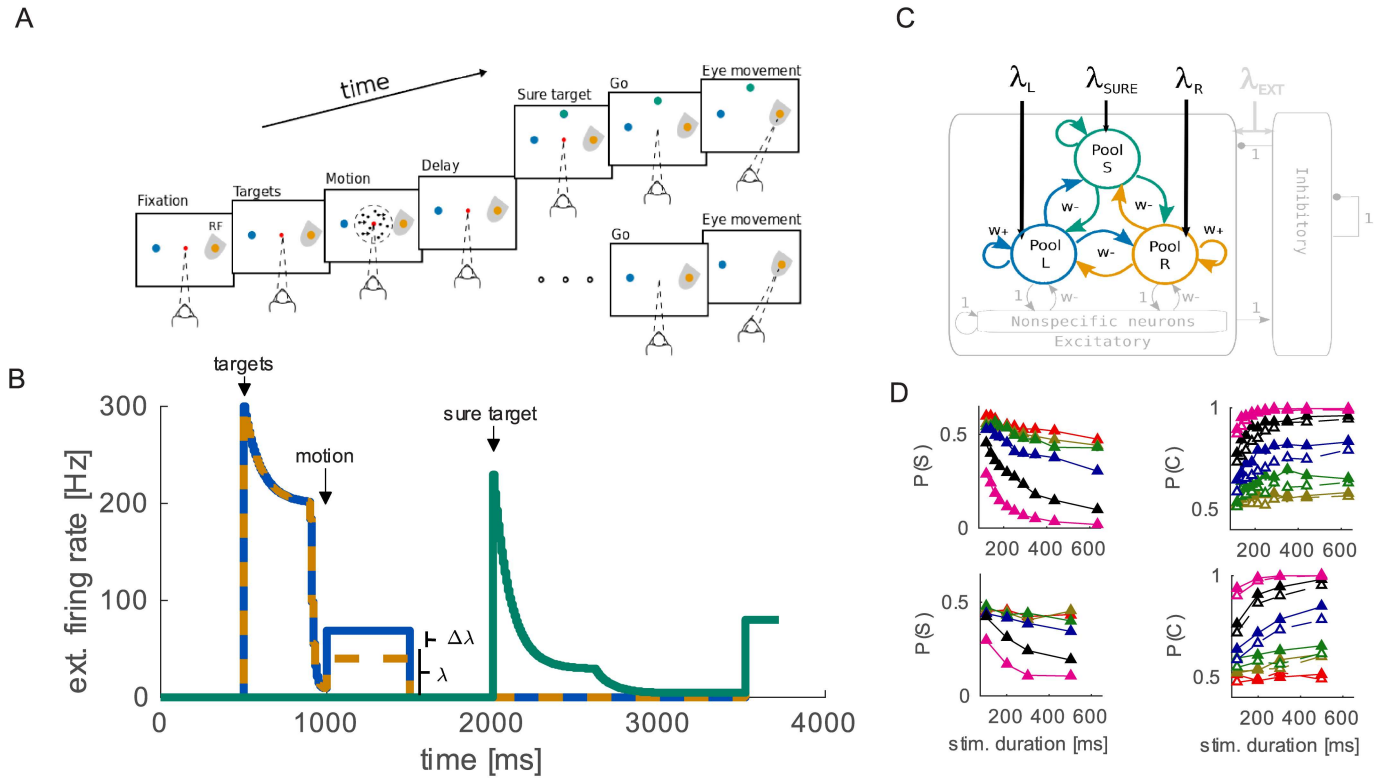 A
time
Fixation
Targets
Motion
Delay
Sure target
Go
Eye movement
RF
Go
Eye movement
B
targets
motion
sure target
300
200
100
0
ext. firing rate [Hz]
Δλ
λ
0
1000
2000
3000
4000
time [ms]
C
λL
λSURE
λR
λEXT
Pool
S
w-
w-
w+
Pool
L
w-
Pool
R
w+
1
w-
1
w-
1
Nonspecific neurons
Excitatory
1
1
Inhibitory
1
D
P(S)
0.5
0
200 400 600
P(C)
1
0.5
200 400 600
P(S)
0.5
0
200 400 600
stim. duration [ms]
P(C)
1
0.5
200 400 600
stim. duration [ms]